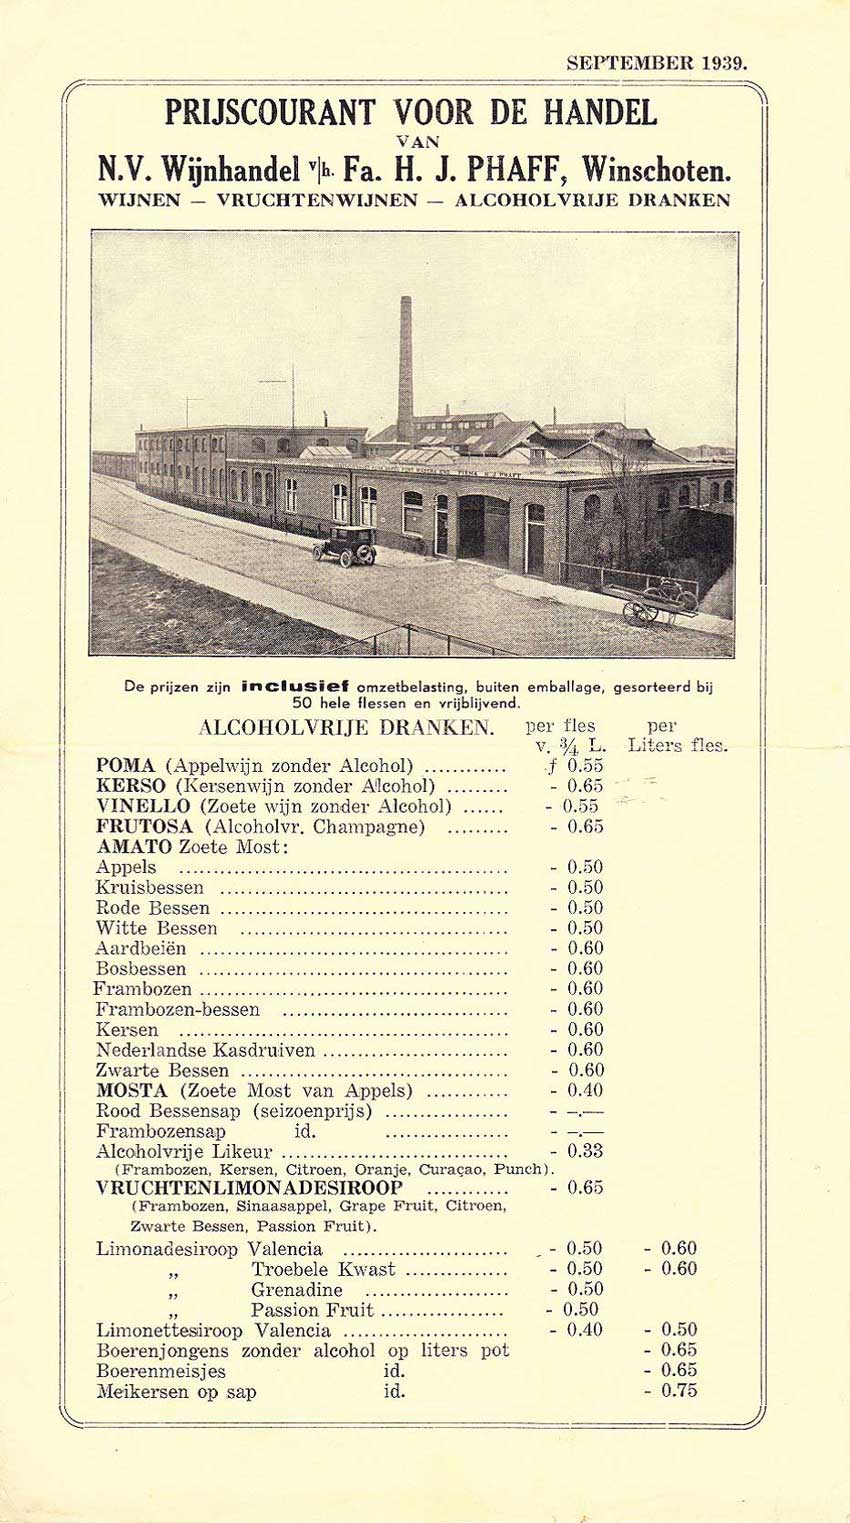 SEPTEMBER 1939.
PRIJSCOURANT VOOR DE HANDEL
VAN
N.V. Wijnhandel v|h. Fa. H. J. PHAFF, Winschoten.
WIJNEN — VRUCHTENWIJNEN — ALCOHOLVRIJE DRANKEN
FIRMA H. J. PHAFF
De prijzen zijn inclusief omzetbelasting, buiten emballage, gesorteerd bij
50 hele flessen en vrijblijvend.
ALCOHOLVRIJE DRANKEN. per fles per
v. ¾ L. Liters fles.
POMA (Appelwijn zonder Alcohol) ............ f 0.55
KERSO (Kersenwijn zonder Alcohol) ......... - 0.65
VINELLO (Zoete wijn zonder Alcohol) ...... - 0.55
FRUTOSA (Alcoholvr. Champagne) ......... - 0.65
AMATO Zoete Most:
Appels ................................................ - 0.50
Kruisbessen .......................................... - 0.50
Rode Bessen .......................................... - 0.50
Witte Bessen ....................................... - 0.50
Aardbeiën ............................................. - 0.60
Bosbessen ............................................. - 0.60
Frambozen ............................................. - 0.60
Frambozen-bessen ................................. - 0.60
Kersen ................................................ - 0.60
Nederlandse Kasdruiven ........................... - 0.60
Zwarte Bessen ....................................... - 0.60
MOSTA (Zoete Most van Appels) ............ - 0.40
Rood Bessensap (seizoenprijs) .................. - —.—
Frambozensap id. .................. - —.—
Alcoholvrije Likeur ................................. - 0.33
(Frambozen, Kersen, Citroen, Oranje, Curaçao, Punch).
VRUCHTENLIMONADESIROOP ............ - 0.65
(Frambozen, Sinaasappel, Grape Fruit, Citroen,
Zwarte Bessen, Passion Fruit).
Limonadesiroop Valencia ........................ - 0.50 - 0.60
„ Troebele Kwast ............... - 0.50 - 0.60
„ Grenadine ..................... - 0.50
„ Passion Fruit .................. - 0.50
Limonettesiroop Valencia ........................ - 0.40 - 0.50
Boerenjongens zonder alcohol op liters pot - 0.65
Boerenmeisjes id. - 0.65
Meikersen op sap id. - 0.75